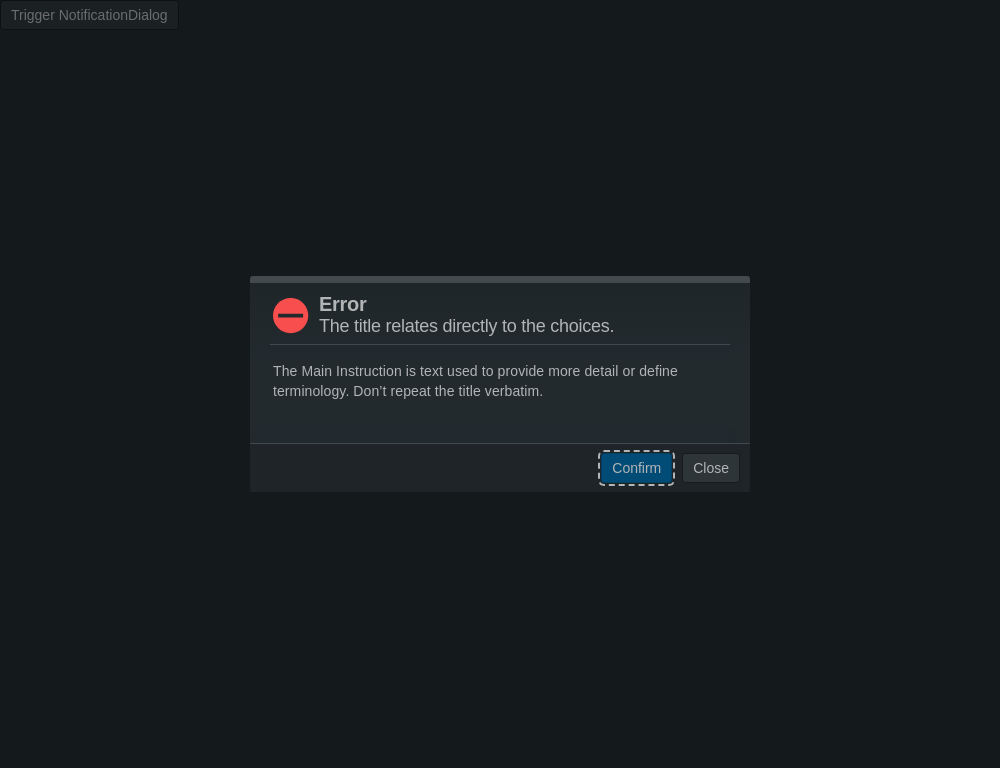 Trigger NotificationDialog
Error
The title relates directly to the choices.
The Main Instruction is text used to provide more detail or define
terminology. Don’t repeat the title verbatim.
Confirm Close